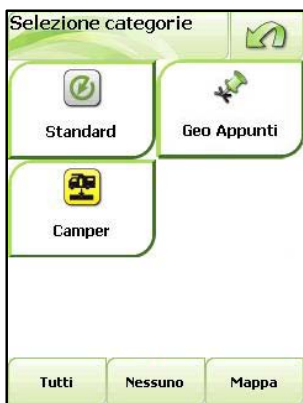 Selezione categorie
Standard
Geo Appunti
Camper
Tutti
Nessuno
Mappa